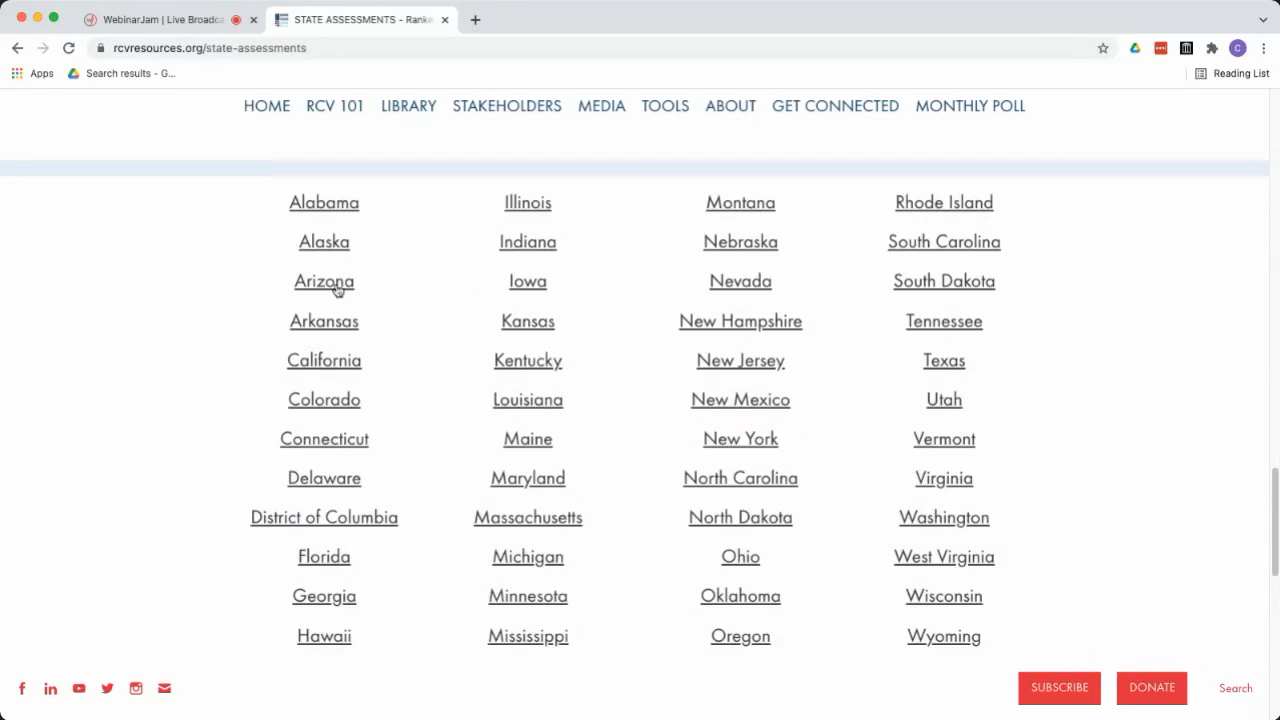 WebinarJam | Live Broadca
STATE ASSESSMENTS - Ranke
rcvresources.org/state-assessments
Apps
Search results - G...
Reading List
HOME RCV 101 LIBRARY STAKEHOLDERS MEDIA TOOLS ABOUT GET CONNECTED MONTHLY POLL
Alabama Illinois Montana Rhode Island
Alaska Indiana Nebraska South Carolina
Arizona Iowa Nevada South Dakota
Arkansas Kansas New Hampshire Tennessee
California Kentucky New Jersey Texas
Colorado Louisiana New Mexico Utah
Connecticut Maine New York Vermont
Delaware Maryland North Carolina Virginia
District of Columbia Massachusetts North Dakota Washington
Florida Michigan Ohio West Virginia
Georgia Minnesota Oklahoma Wisconsin
Hawaii Mississippi Oregon Wyoming
SUBSCRIBE DONATE Search